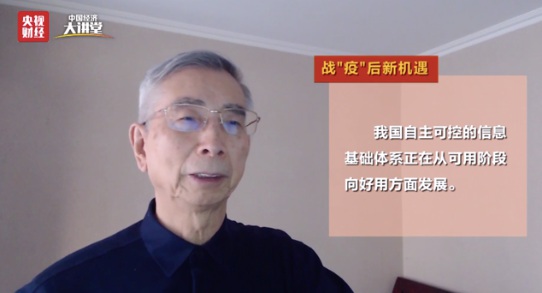 央视
财经
中国经济
大讲堂
战"疫"后新机遇
我国自主可控的信息
基础体系正在从可用阶段
向好用方面发展。